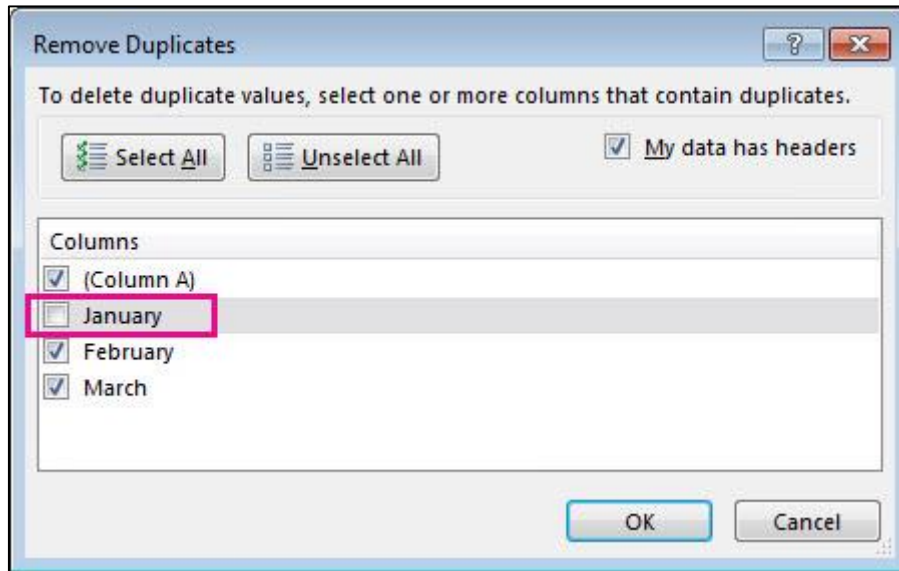 Remove Duplicates
To delete duplicate values, select one or more columns that contain duplicates.
Select All Unselect All My data has headers
Columns
(Column A)
January
February
March
OK Cancel